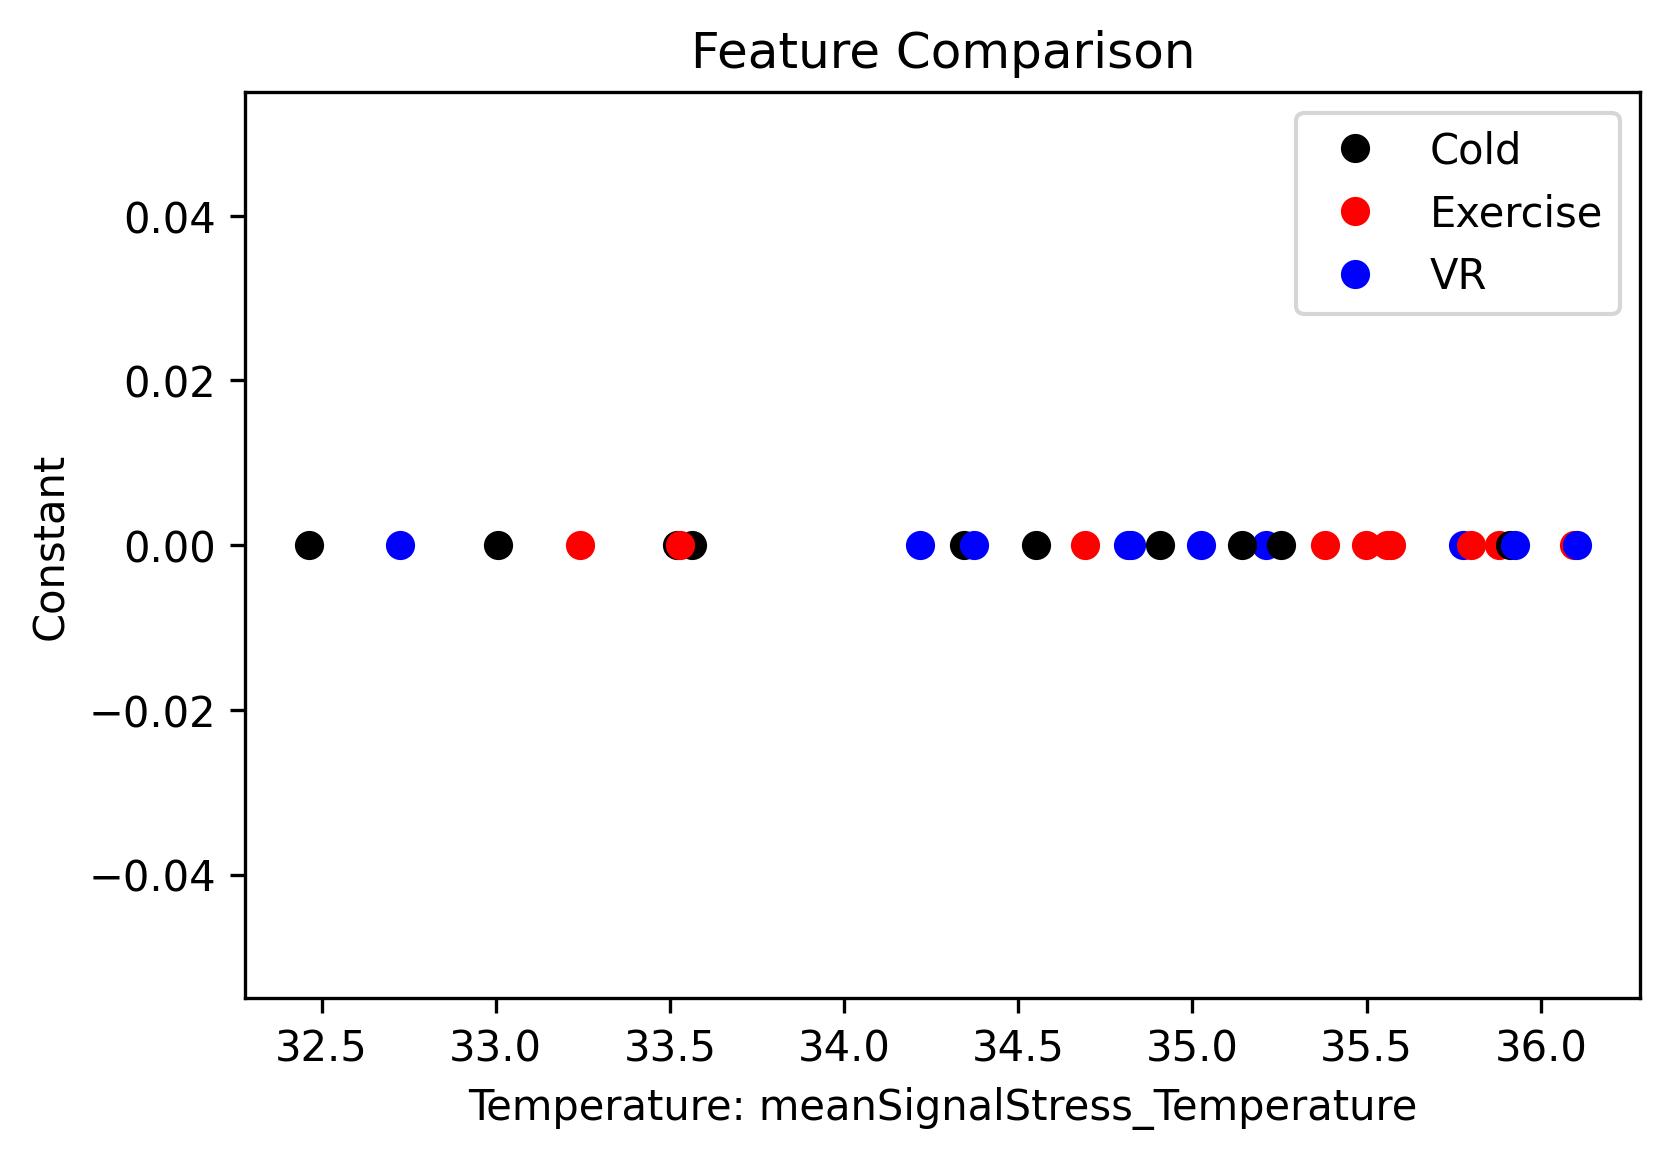 Feature Comparison
Cold
Exercise
VR
0.04
0.02
0.00
−0.02
−0.04
Constant
32.5 33.0 33.5 34.0 34.5 35.0 35.5 36.0
Temperature: meanSignalStress_Temperature